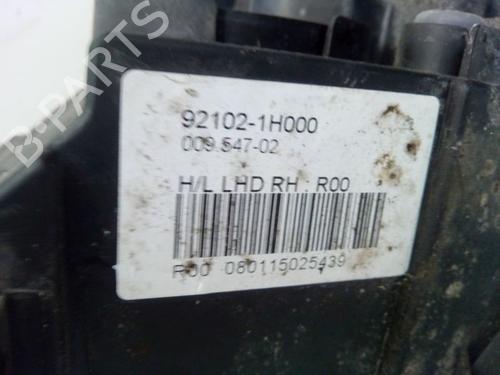 B-PARTS
92102-1H000
009.547-02
H/L LHD RH : R00
R00 080115025439